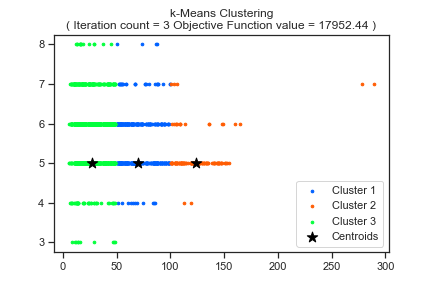 k-Means Clustering
( Iteration count = 3 Objective Function value = 17952.44 )
8
7
6
5
4
3
0 50 100 150 200 250 300
Cluster 1
Cluster 2
Cluster 3
Centroids